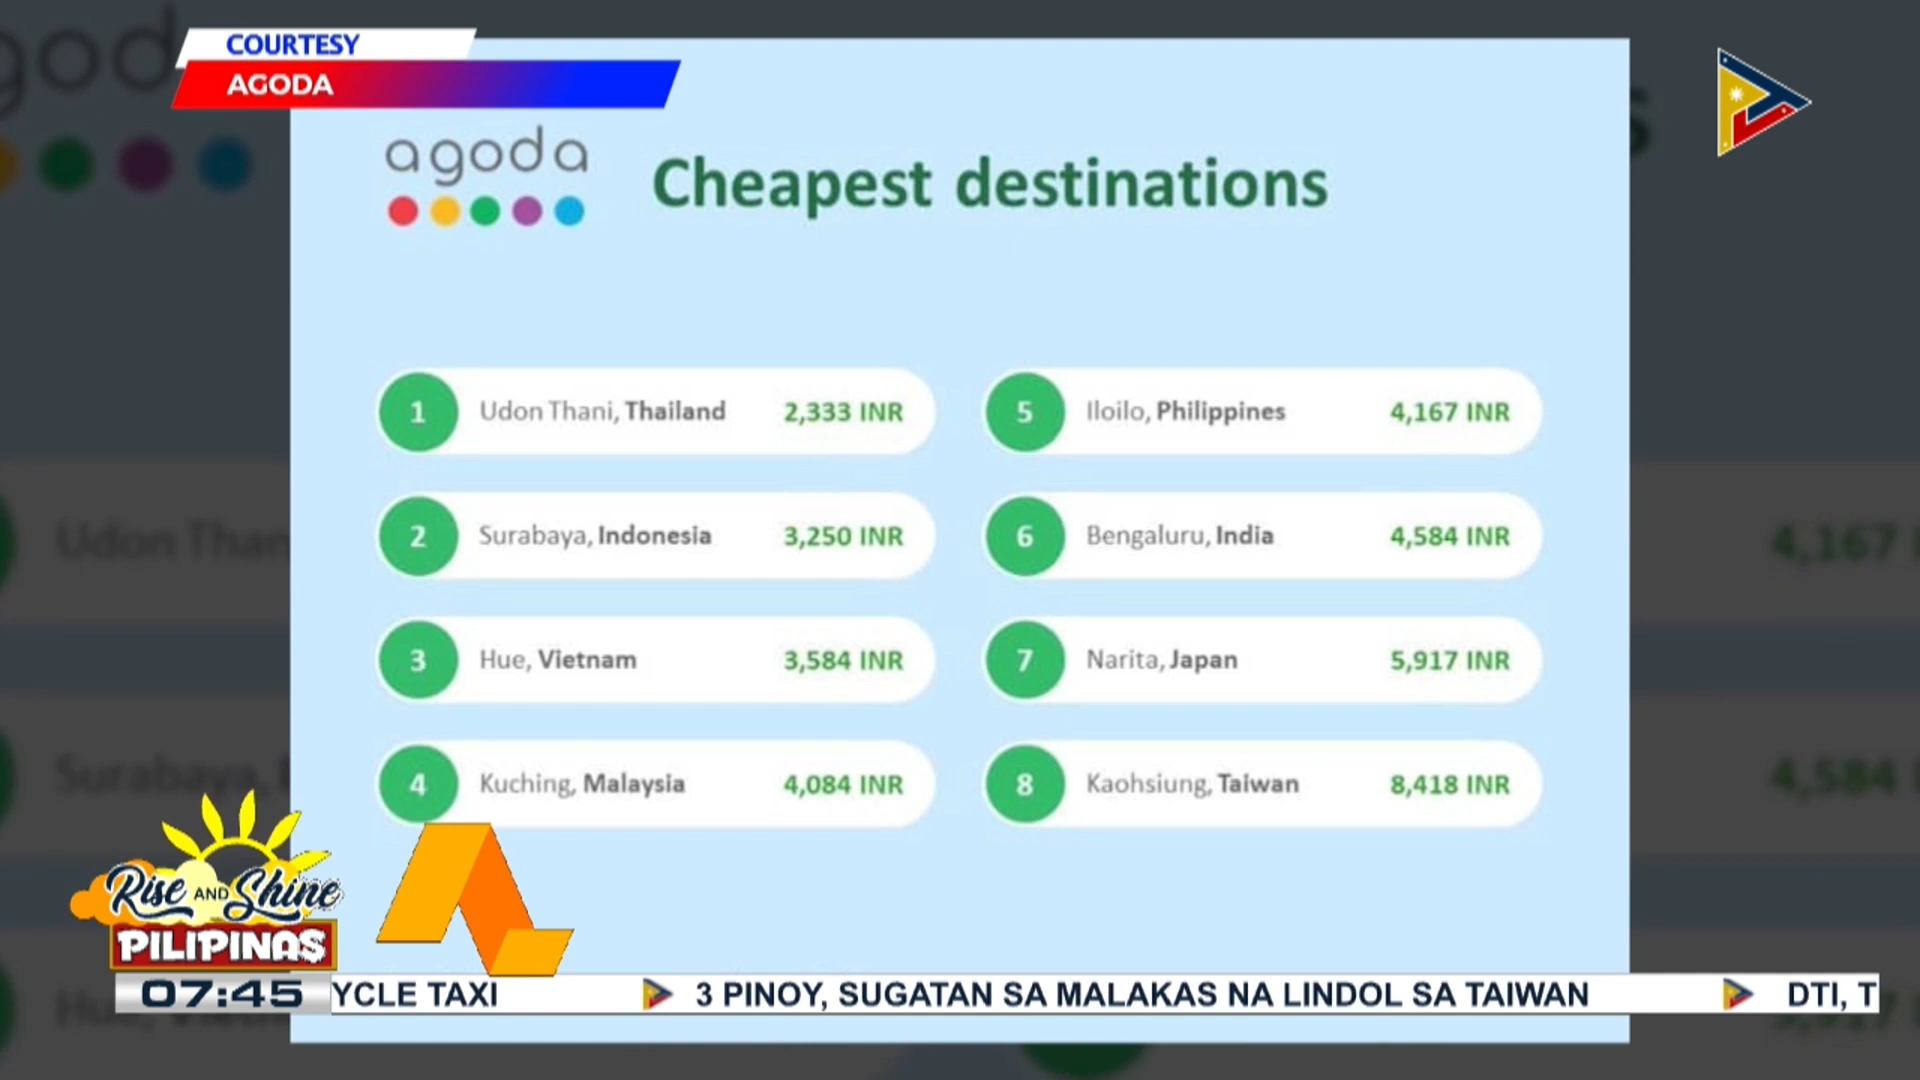 COURTESY
AGODA
agoda
Cheapest destinations
1 Udon Thani, Thailand 2,333 INR
2 Surabaya, Indonesia 3,250 INR
3 Hue, Vietnam 3,584 INR
4 Kuching, Malaysia 4,084 INR
5 Iloilo, Philippines 4,167 INR
6 Bengaluru, India 4,584 INR
7 Narita, Japan 5,917 INR
8 Kaohsiung, Taiwan 8,418 INR
Rise AND Shine
PILIPINAS
07:45 YCLE TAXI 3 PINOY, SUGATAN SA MALAKAS NA LINDOL SA TAIWAN DTI, T